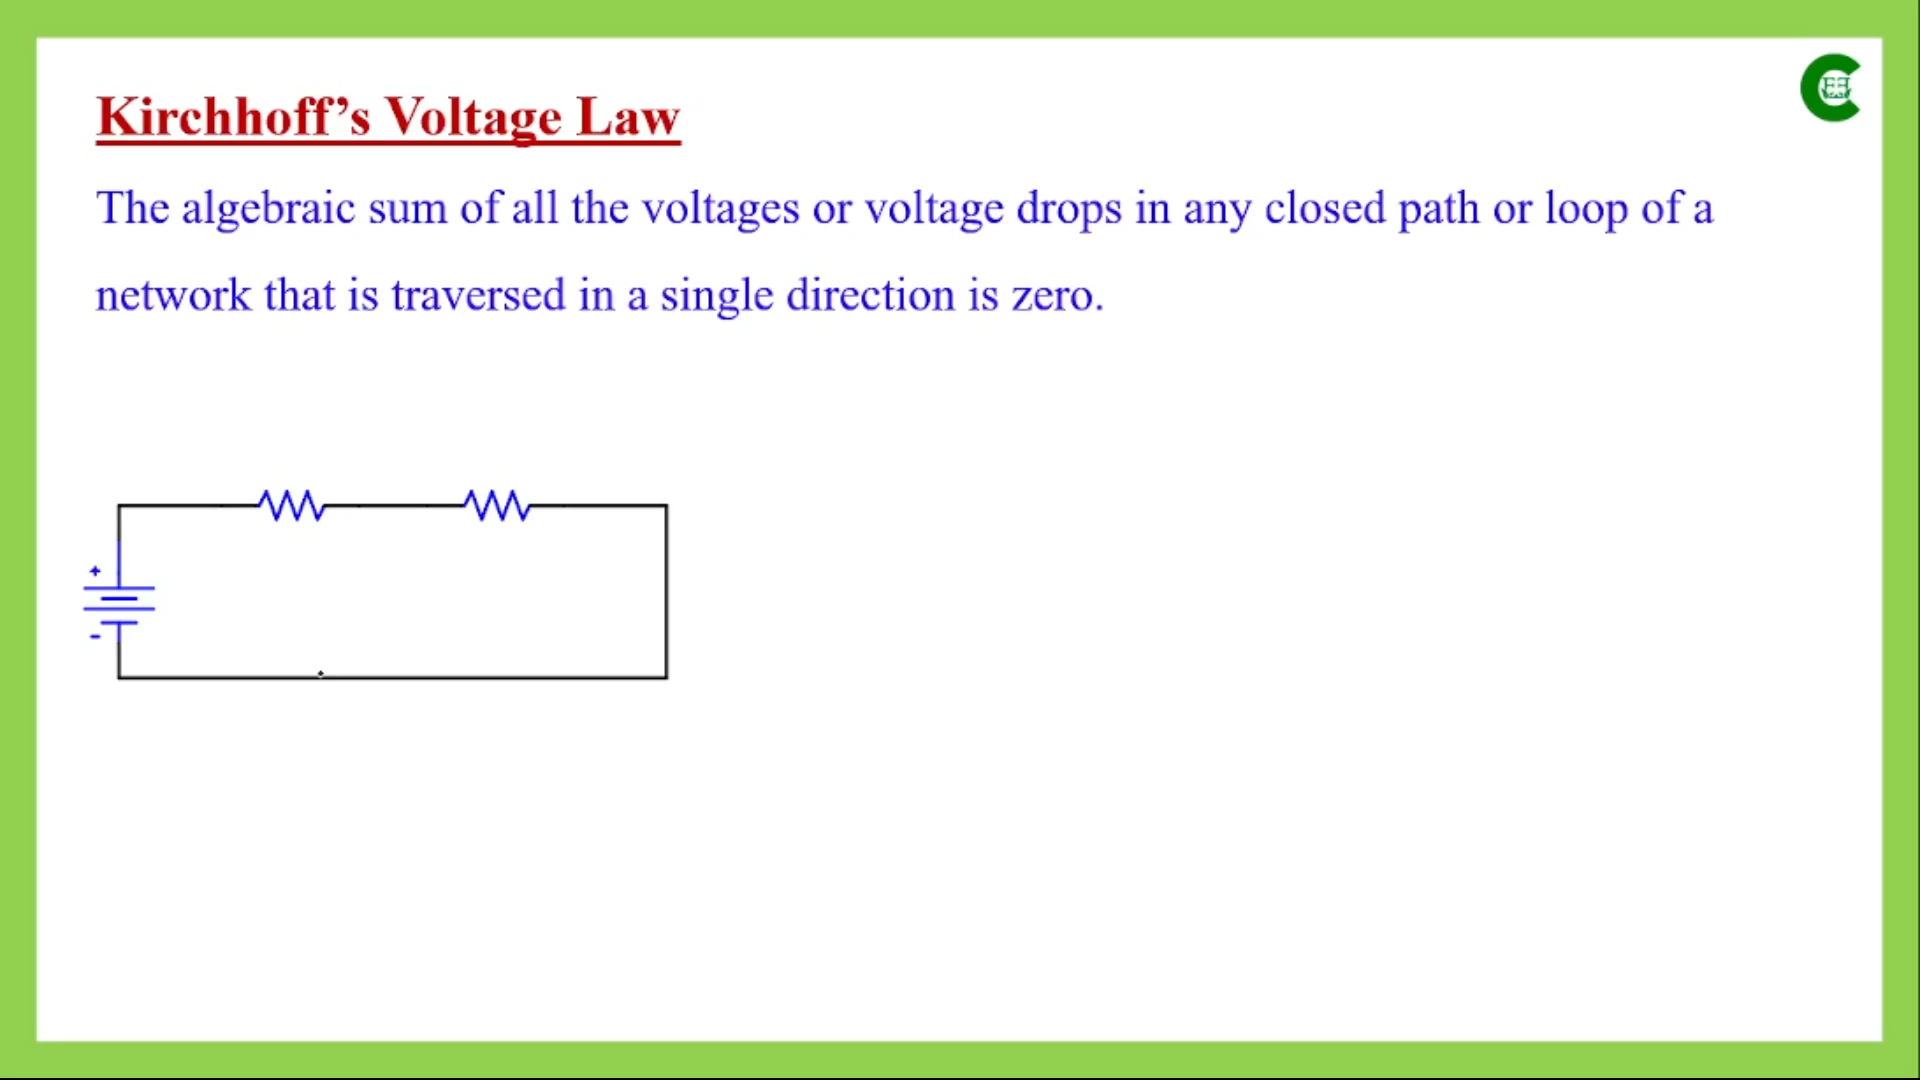 Kirchhoff’s Voltage Law
The algebraic sum of all the voltages or voltage drops in any closed path or loop of a
network that is traversed in a single direction is zero.
+
-